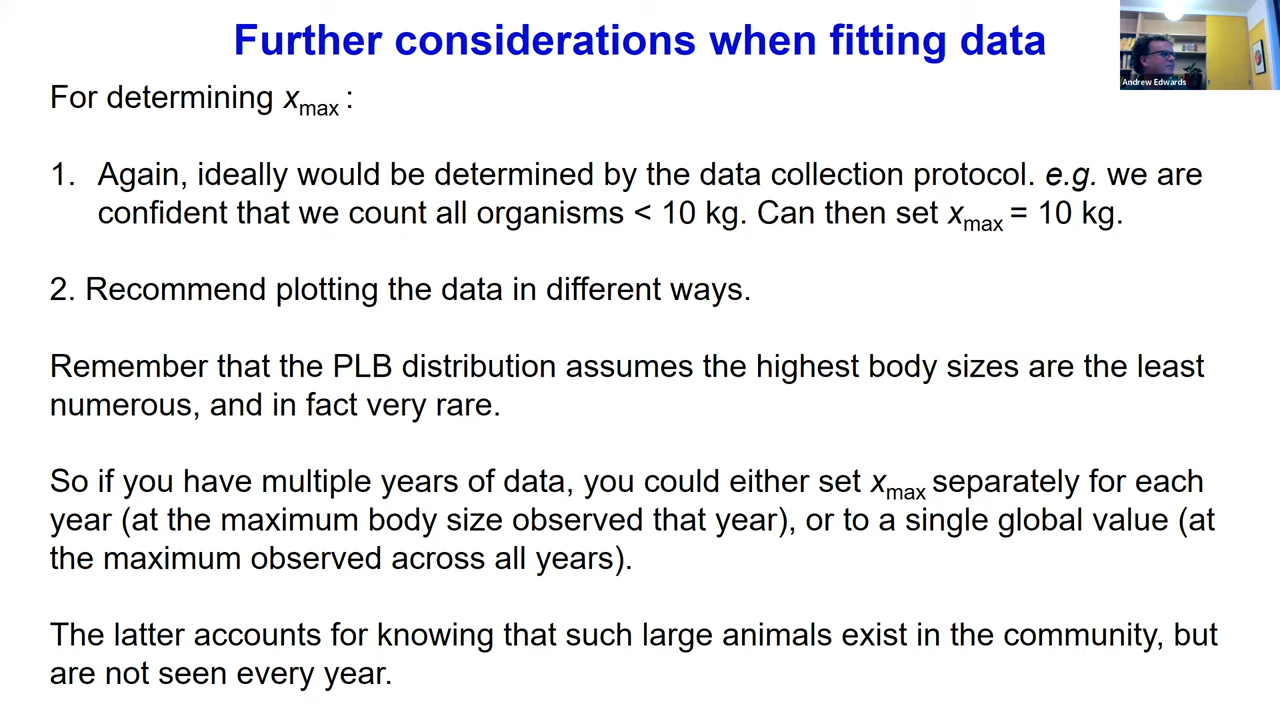 Further considerations when fitting data
Andrew Edwards
For determining xmax :
1. Again, ideally would be determined by the data collection protocol. e.g. we are
confident that we count all organisms < 10 kg. Can then set xmax = 10 kg.
2. Recommend plotting the data in different ways.
Remember that the PLB distribution assumes the highest body sizes are the least
numerous, and in fact very rare.
So if you have multiple years of data, you could either set xmax separately for each
year (at the maximum body size observed that year), or to a single global value (at
the maximum observed across all years).
The latter accounts for knowing that such large animals exist in the community, but
are not seen every year.